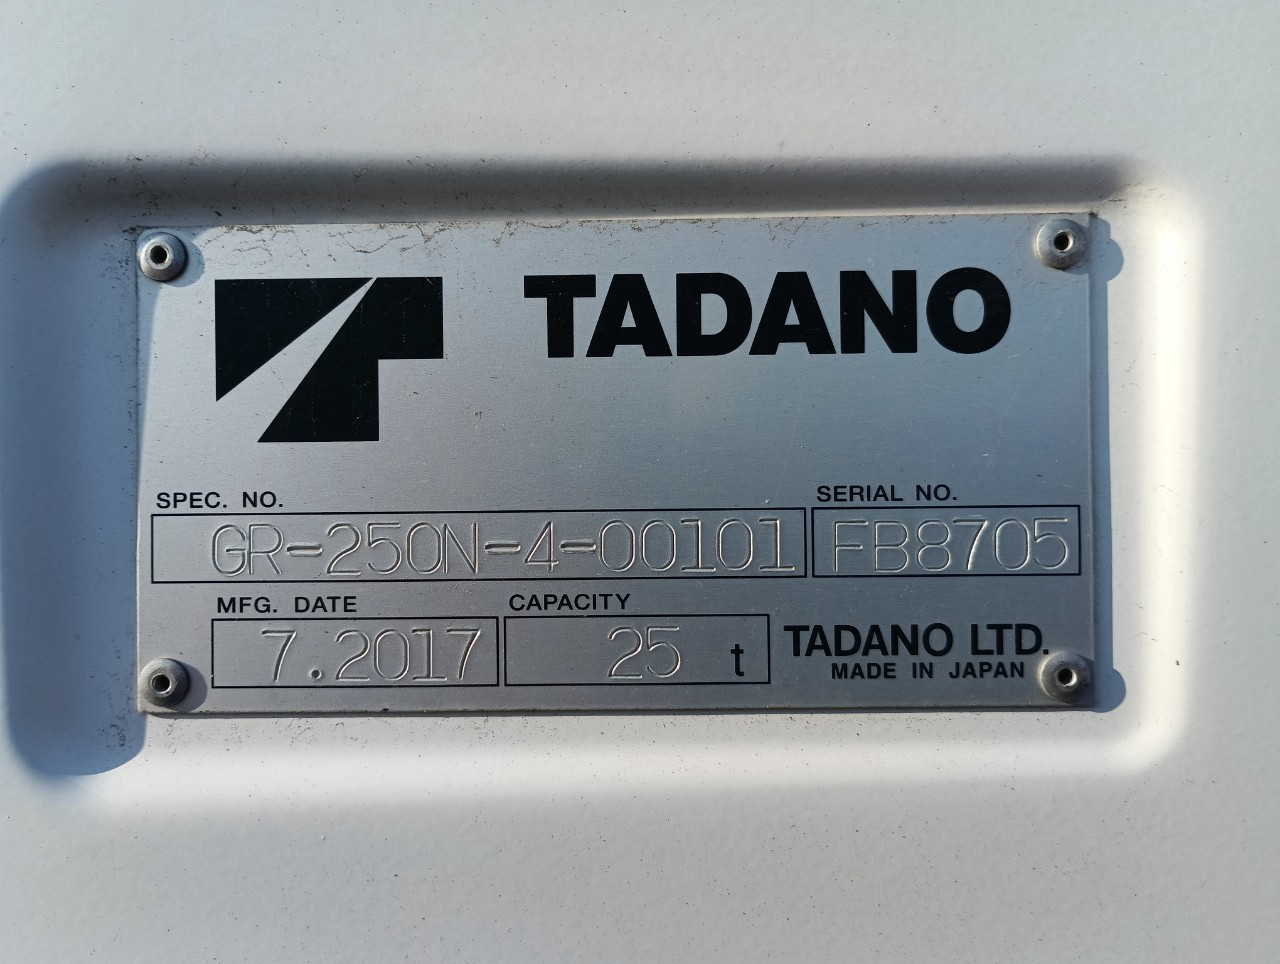 TADANO
SPEC. NO.
SERIAL NO.
GR-250N-4-00101
FB8705
MFG. DATE
CAPACITY
7.2017
25 t
TADANO LTD.
MADE IN JAPAN